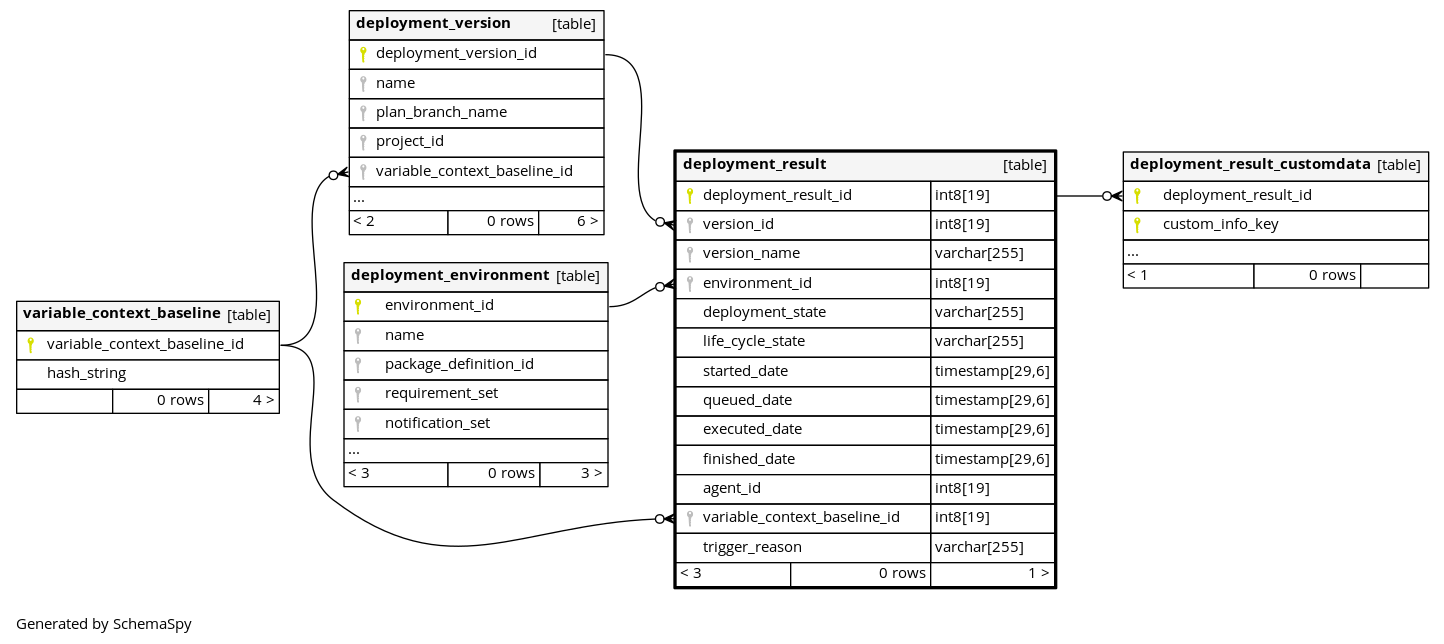 deployment_version [table]
deployment_version_id
name
plan_branch_name
project_id
variable_context_baseline_id
...
< 2 0 rows 6 >
deployment_environment [table]
environment_id
name
package_definition_id
requirement_set
notification_set
...
< 3 0 rows 3 >
variable_context_baseline [table]
variable_context_baseline_id
hash_string
0 rows 4 >
deployment_result [table]
deployment_result_id int8[19]
version_id int8[19]
version_name varchar[255]
environment_id int8[19]
deployment_state varchar[255]
life_cycle_state varchar[255]
started_date timestamp[29,6]
queued_date timestamp[29,6]
executed_date timestamp[29,6]
finished_date timestamp[29,6]
agent_id int8[19]
variable_context_baseline_id int8[19]
trigger_reason varchar[255]
< 3 0 rows 1 >
deployment_result_customdata [table]
deployment_result_id
custom_info_key
...
< 1 0 rows
Generated by SchemaSpy